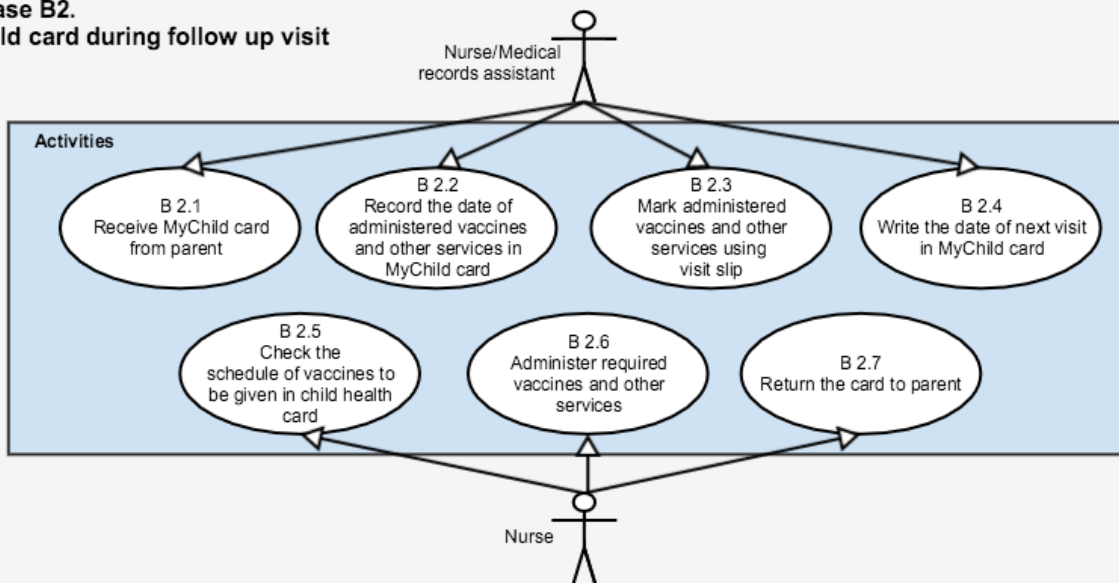 ase B2.
ld card during follow up visit
Nurse/Medical
records assistant
Activities
B 2.1
Receive MyChild card
from parent
B 2.2
Record the date of
administered vaccines
and other services in
MyChild card
B 2.3
Mark administered
vaccines and other
services using
visit slip
B 2.4
Write the date of next visit
in MyChild card
B 2.5
Check the
schedule of vaccines to
be given in child health
card
B 2.6
Administer required
vaccines and other
services
B 2.7
Return the card to parent
Nurse